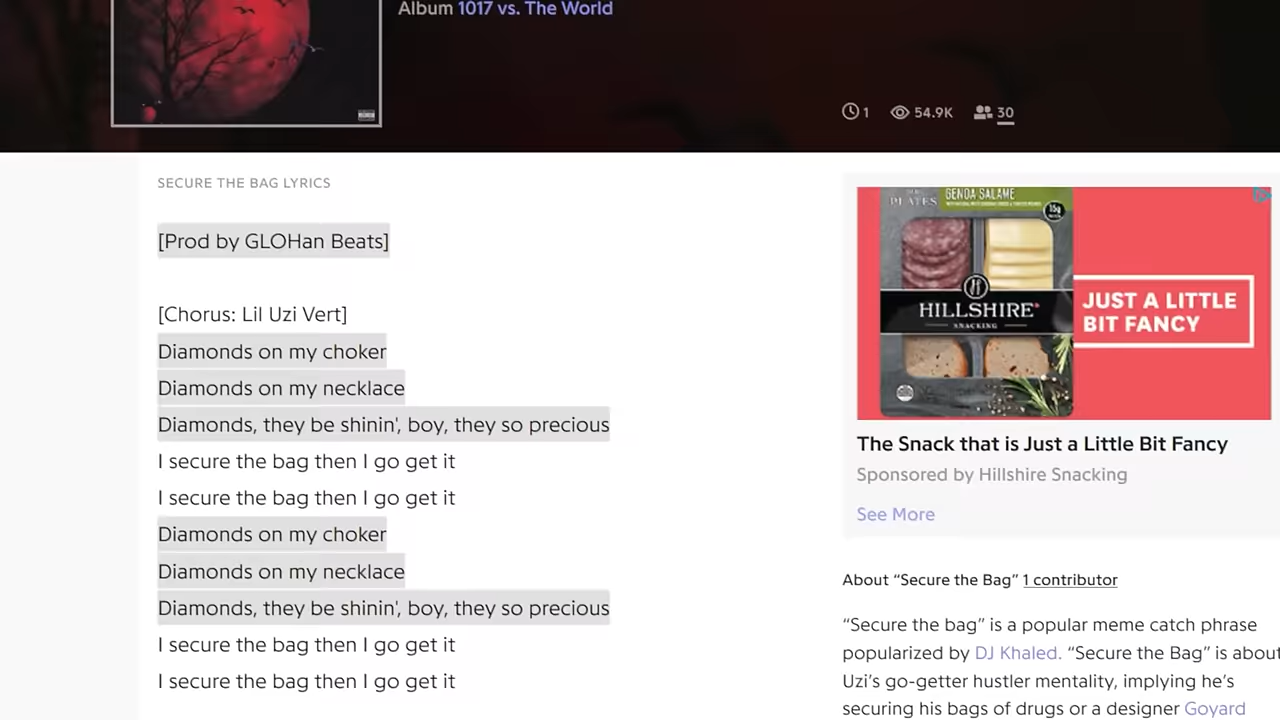 Album 1017 vs. The World
1 54.9K 30
SECURE THE BAG LYRICS
[Prod by GLOHan Beats]
[Chorus: Lil Uzi Vert]
Diamonds on my choker
Diamonds on my necklace
Diamonds, they be shinin', boy, they so precious
I secure the bag then I go get it
I secure the bag then I go get it
Diamonds on my choker
Diamonds on my necklace
Diamonds, they be shinin', boy, they so precious
I secure the bag then I go get it
I secure the bag then I go get it
PLATES
GENOA SALAME
15g
HILLSHIRE
SNACKING
JUST A LITTLE
BIT FANCY
The Snack that is Just a Little Bit Fancy
Sponsored by Hillshire Snacking
See More
About “Secure the Bag” 1 contributor
“Secure the bag” is a popular meme catch phrase
popularized by DJ Khaled. “Secure the Bag” is about
Uzi’s go-getter hustler mentality, implying he’s
securing his bags of drugs or a designer Goyard